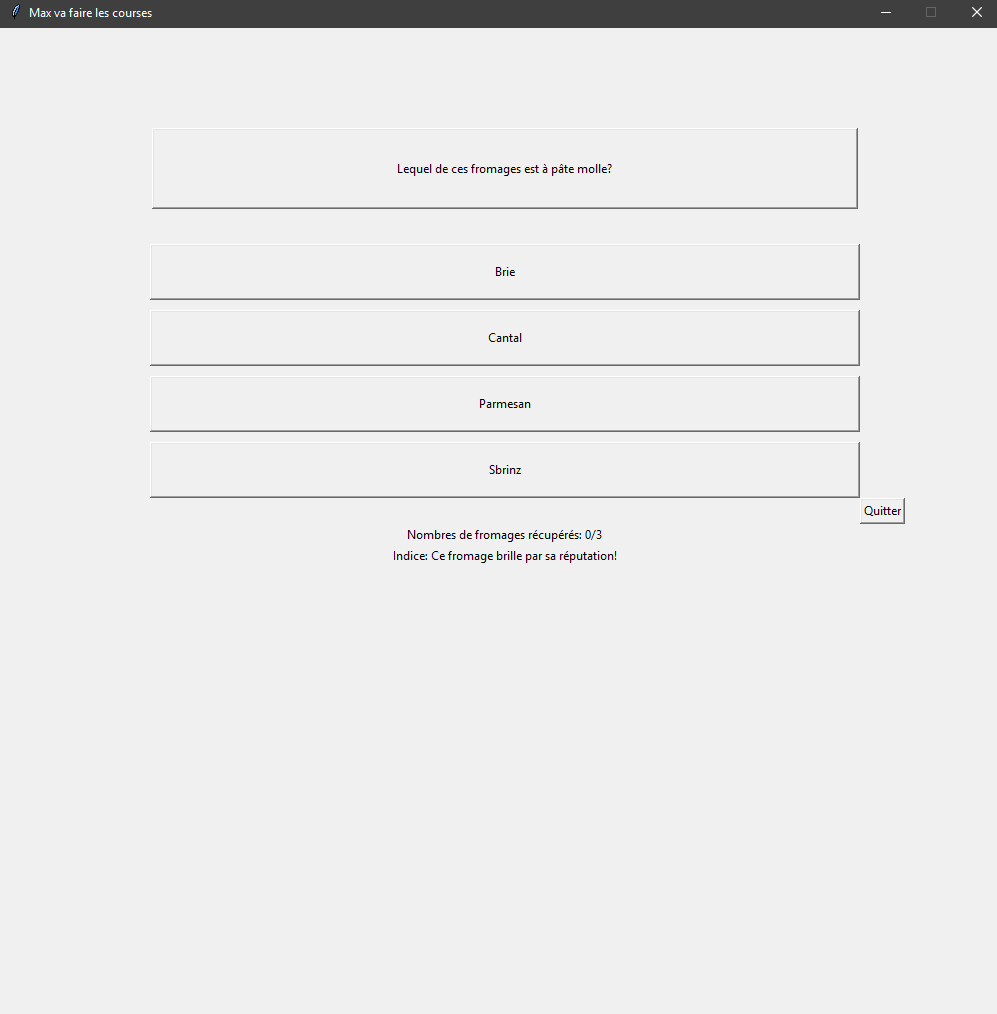 Max va faire les courses
Lequel de ces fromages est à pâte molle?
Brie
Cantal
Parmesan
Sbrinz
Quitter
Nombres de fromages récupérés: 0/3
Indice: Ce fromage brille par sa réputation!